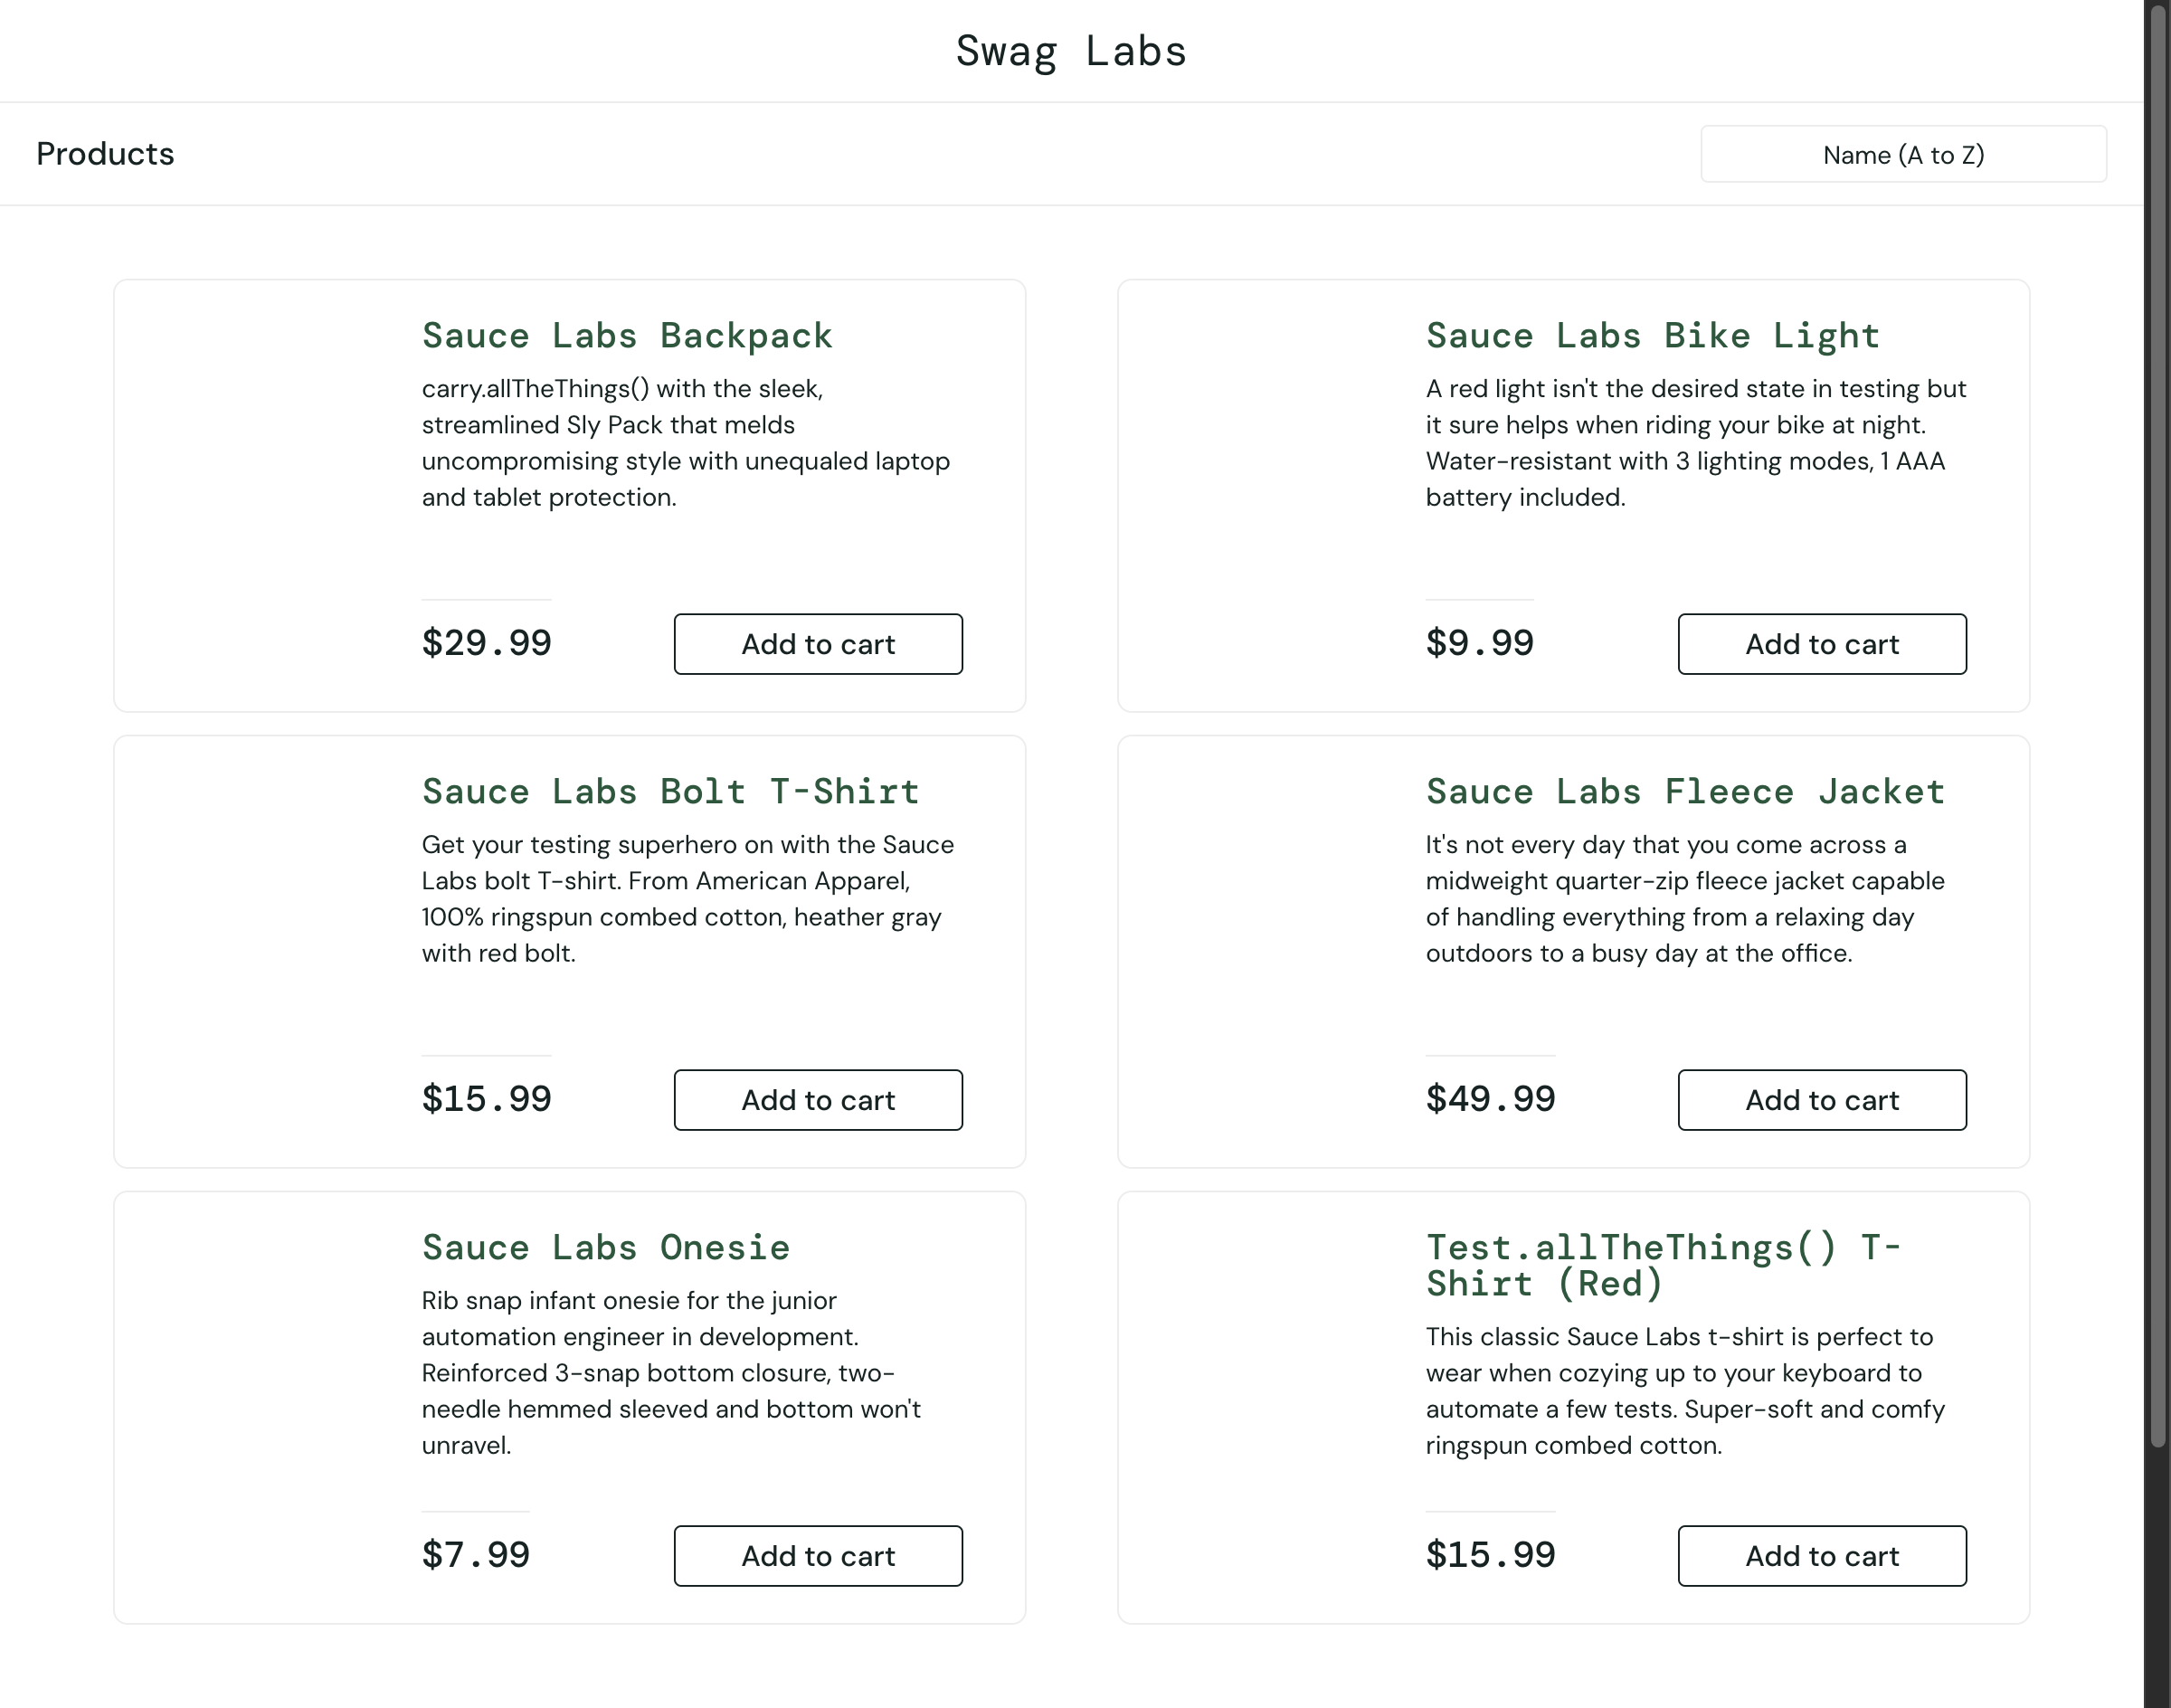 Swag Labs
Products
Name (A to Z)
Sauce Labs Backpack
carry.allTheThings() with the sleek,
streamlined Sly Pack that melds
uncompromising style with unequaled laptop
and tablet protection.
$29.99
Add to cart
Sauce Labs Bike Light
A red light isn't the desired state in testing but
it sure helps when riding your bike at night.
Water-resistant with 3 lighting modes, 1 AAA
battery included.
$9.99
Add to cart
Sauce Labs Bolt T-Shirt
Get your testing superhero on with the Sauce
Labs bolt T-shirt. From American Apparel,
100% ringspun combed cotton, heather gray
with red bolt.
$15.99
Add to cart
Sauce Labs Fleece Jacket
It's not every day that you come across a
midweight quarter-zip fleece jacket capable
of handling everything from a relaxing day
outdoors to a busy day at the office.
$49.99
Add to cart
Sauce Labs Onesie
Rib snap infant onesie for the junior
automation engineer in development.
Reinforced 3-snap bottom closure, two-
needle hemmed sleeved and bottom won't
unravel.
$7.99
Add to cart
Test.allTheThings() T-
Shirt (Red)
This classic Sauce Labs t-shirt is perfect to
wear when cozying up to your keyboard to
automate a few tests. Super-soft and comfy
ringspun combed cotton.
$15.99
Add to cart